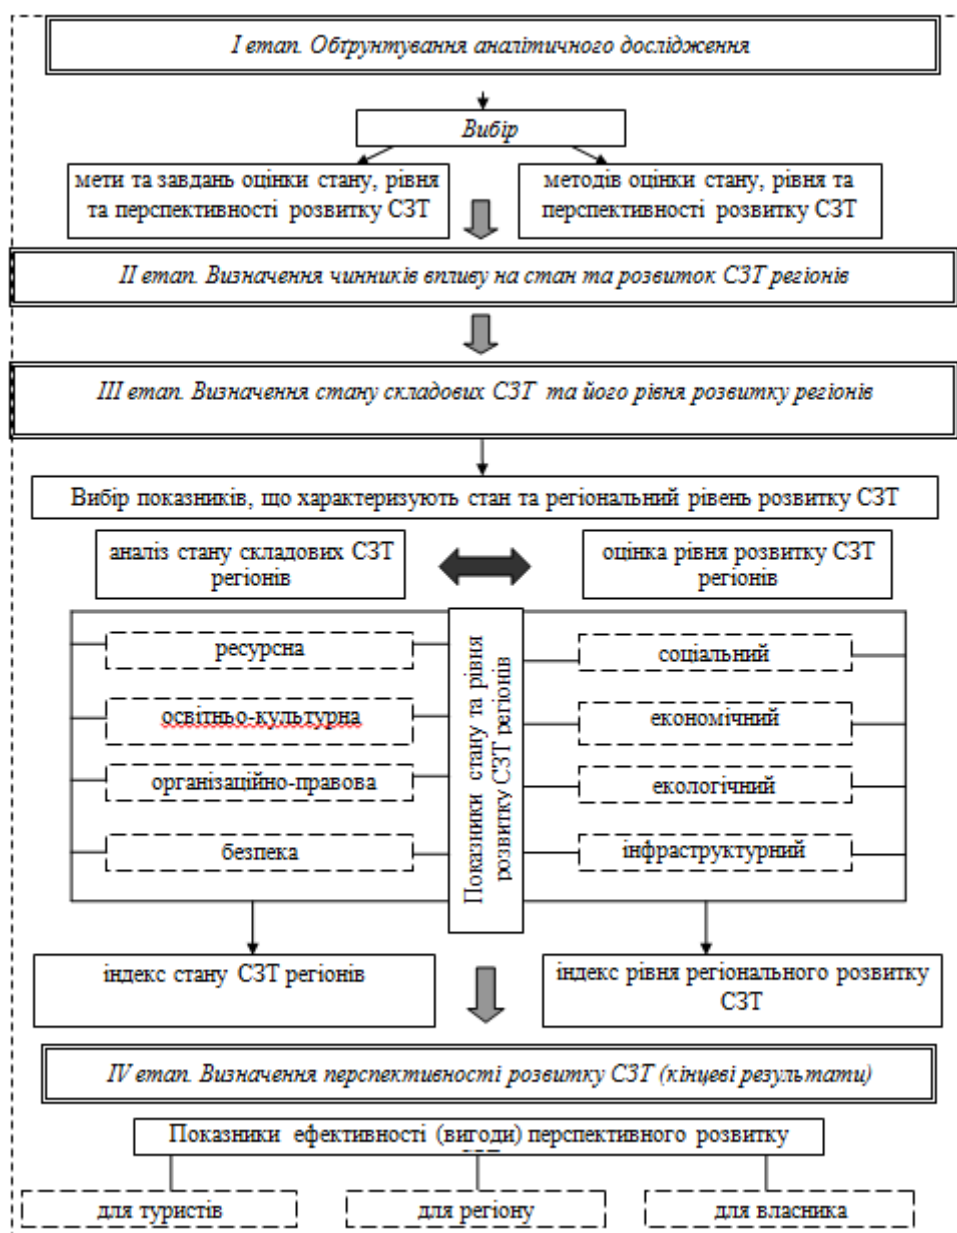 І етап. Обґрунтування аналітичного дослідження
Вибір
мети та завдань оцінки стану, рівня
та перспективності розвитку СЗТ
методів оцінки стану, рівня та
перспективності розвитку СЗТ
ІІ етап. Визначення чинників впливу на стан та розвиток СЗТ регіонів
ІІІ етап. Визначення стану складових СЗТ та його рівня розвитку регіонів
Вибір показників, що характеризують стан та регіональний рівень розвитку СЗТ
аналіз стану складових СЗТ
регіонів
оцінка рівня розвитку СЗТ
регіонів
Показники стану та рівня
розвитку СЗТ регіонів
ресурсна
освітньо-культурна
організаційно-правова
безпека
соціальний
економічний
екологічний
інфраструктурний
індекс стану СЗТ регіонів
індекс рівня регіонального розвитку
СЗТ
IV етап. Визначення перспективності розвитку СЗТ (кінцеві результати)
Показники ефективності (вигоди) перспективного розвитку
для туристів
для регіону
для власника